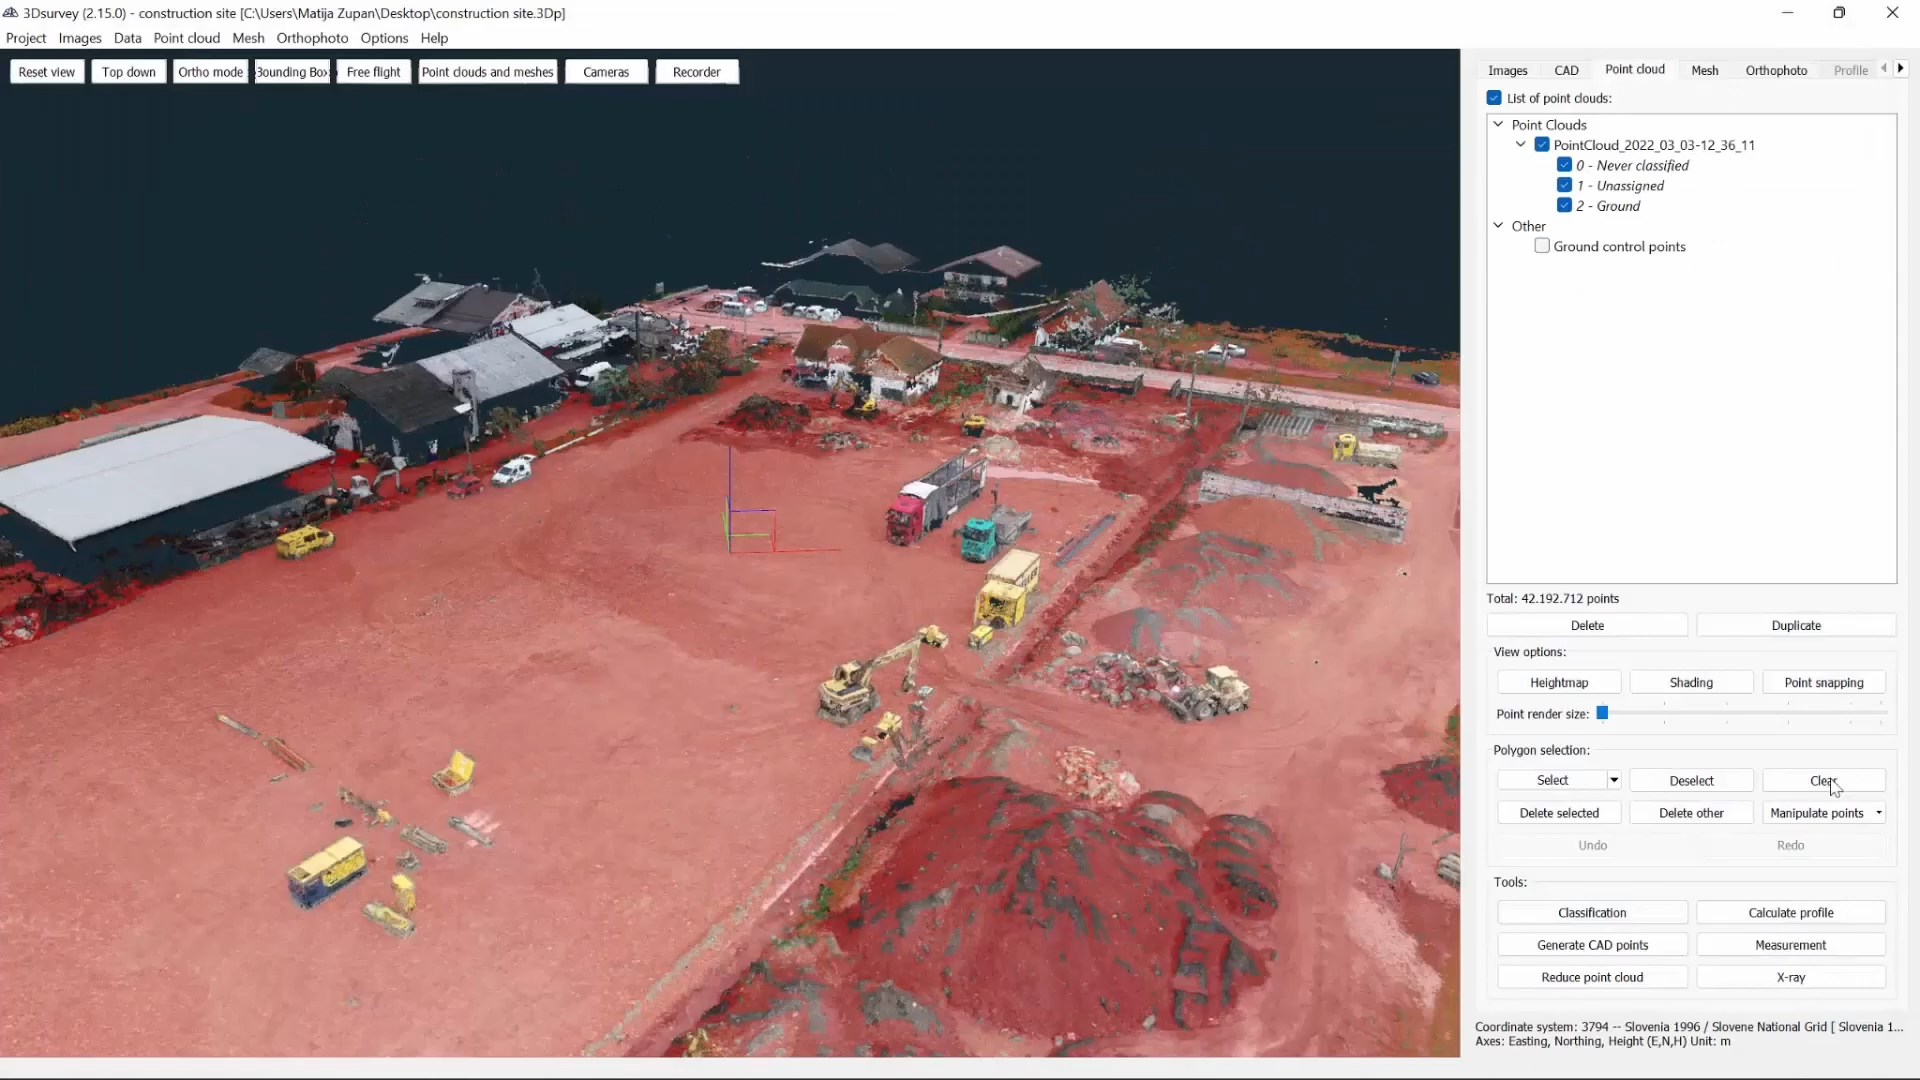 3Dsurvey (2.15.0) - construction site [C:\Users\Matija Zupan\Desktop\construction site.3Dp]
Project Images Data Point cloud Mesh Orthophoto Options Help
Reset view Top down Ortho mode Bounding Box Free flight Point clouds and meshes Cameras Recorder
Images CAD Point cloud Mesh Orthophoto Profile
List of point clouds:
Point Clouds
PointCloud_2022_03_03-12_36_11
0 - Never classified
1 - Unassigned
2 - Ground
Other
Ground control points
Total: 42.192.712 points
Delete Duplicate
View options:
Heightmap Shading Point snapping
Point render size:
Polygon selection:
Select Deselect Clear
Delete selected Delete other Manipulate points
Undo Redo
Tools:
Classification Calculate profile
Generate CAD points Measurement
Reduce point cloud X-ray
Coordinate system: 3794 -- Slovenia 1996 / Slovene National Grid [ Slovenia 1...
Axes: Easting, Northing, Height (E,N,H) Unit: m